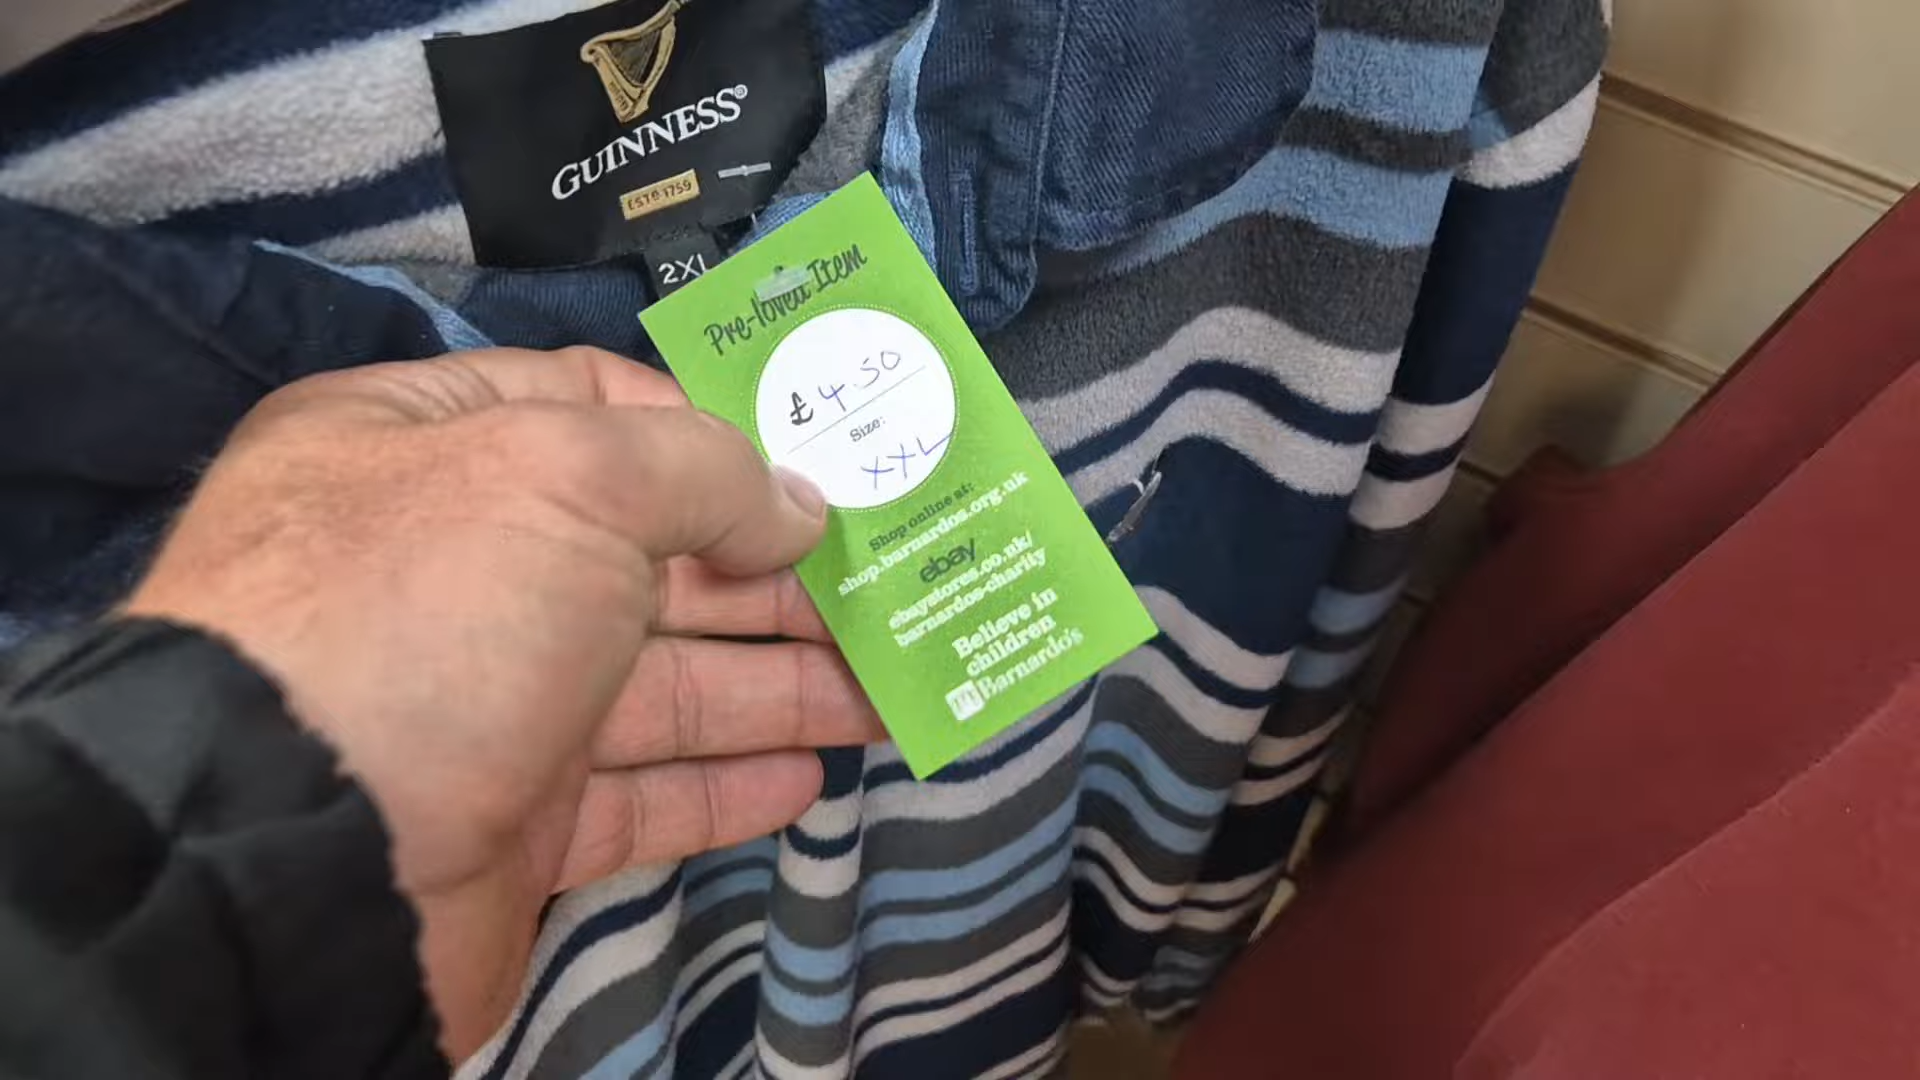 GUINNESS®
ESTD 1759
2XL
Pre-loved Item
£4.50
Size:
XXL
Shop online at:
shop.barnardos.org.uk
ebay
ebaystores.co.uk/
barnardos-charity
Believe in
children
Barnardo's